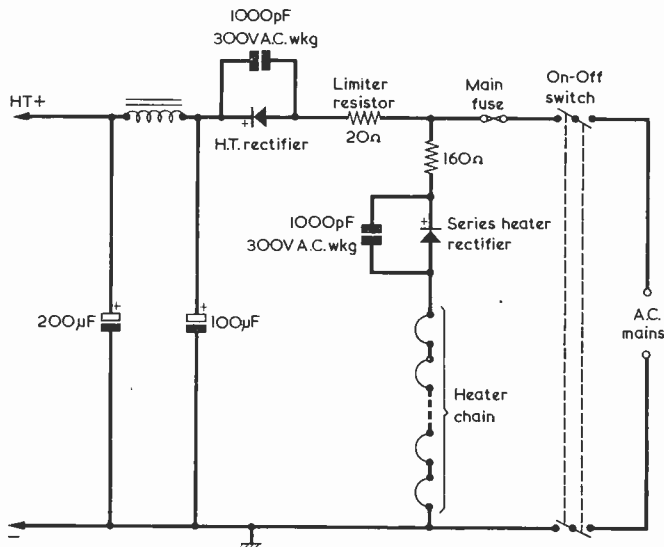 1000pF
300V A.C. wkg
HT+
+
H.T. rectifier
Limiter
resistor
20Ω
Main
fuse
On-Off
switch
160Ω
1000pF
300V A.C. wkg
+
Series heater
rectifier
200µF
+
+
100µF
Heater
chain
A.C.
mains
−